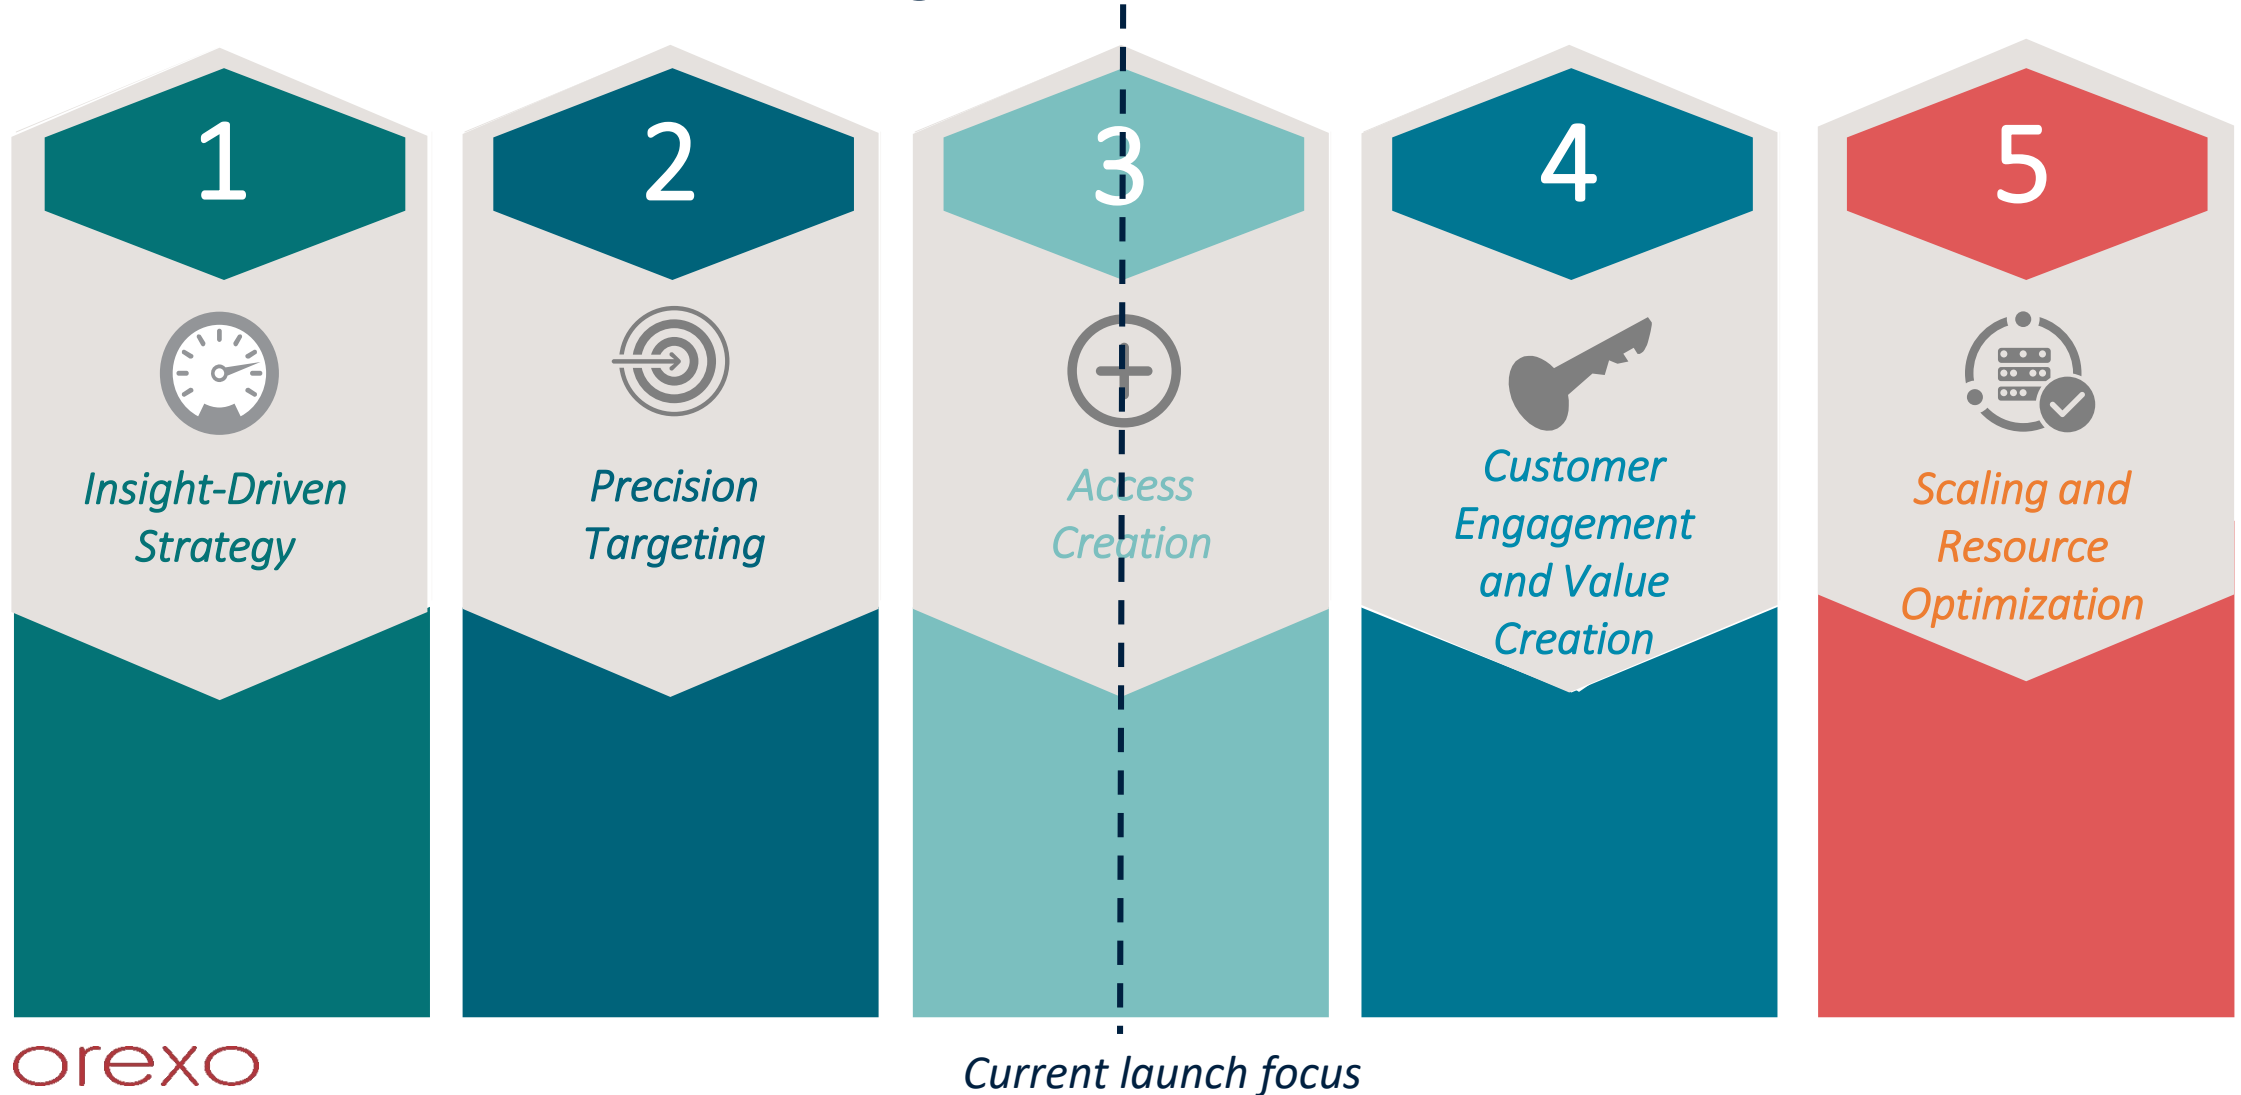 1
Insight-Driven
Strategy
2
Precision
Targeting
3
Access
Creation
4
Customer
Engagement
and Value
Creation
5
Scaling and
Resource
Optimization
orexo
Current launch focus